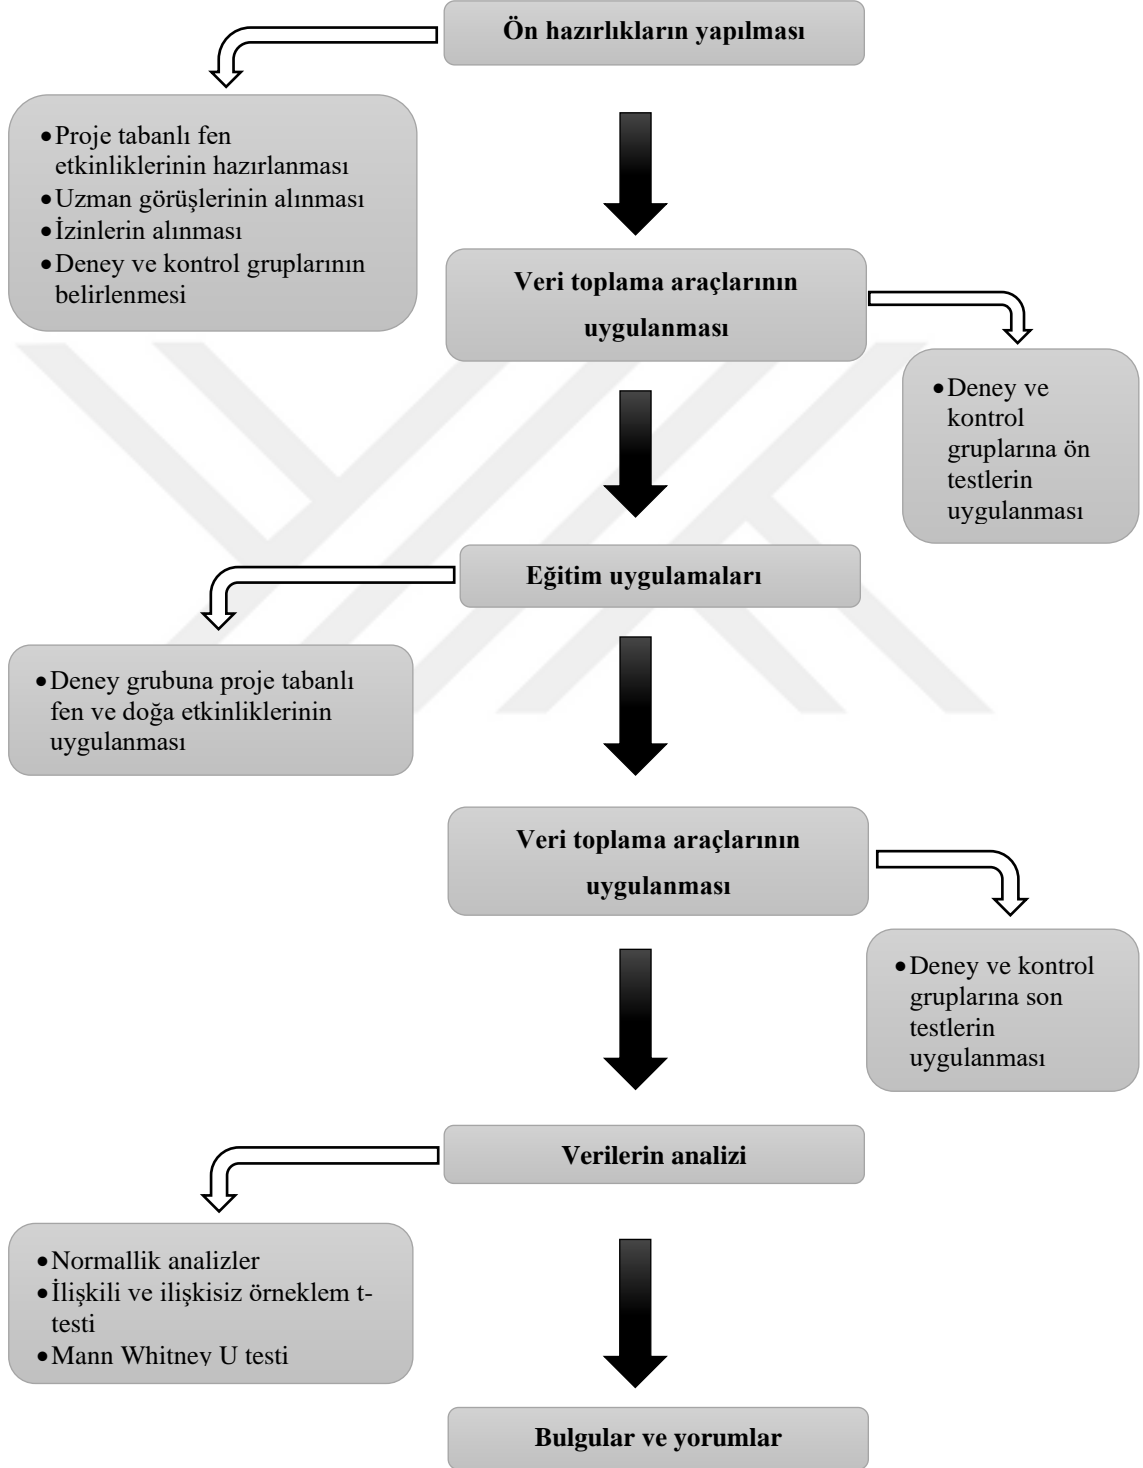 Ön hazırlıkların yapılması
•Proje tabanlı fen
etkinliklerinin hazırlanması
•Uzman görüşlerinin alınması
•İzinlerin alınması
•Deney ve kontrol gruplarının
belirlenmesi
Veri toplama araçlarının
uygulanması
•Deney ve
kontrol
gruplarına ön
testlerin
uygulanması
Eğitim uygulamaları
•Deney grubuna proje tabanlı
fen ve doğa etkinliklerinin
uygulanması
Veri toplama araçlarının
uygulanması
•Deney ve kontrol
gruplarına son
testlerin
uygulanması
Verilerin analizi
•Normallik analizler
•İlişkili ve ilişkisiz örneklem t-
testi
•Mann Whitney U testi
Bulgular ve yorumlar